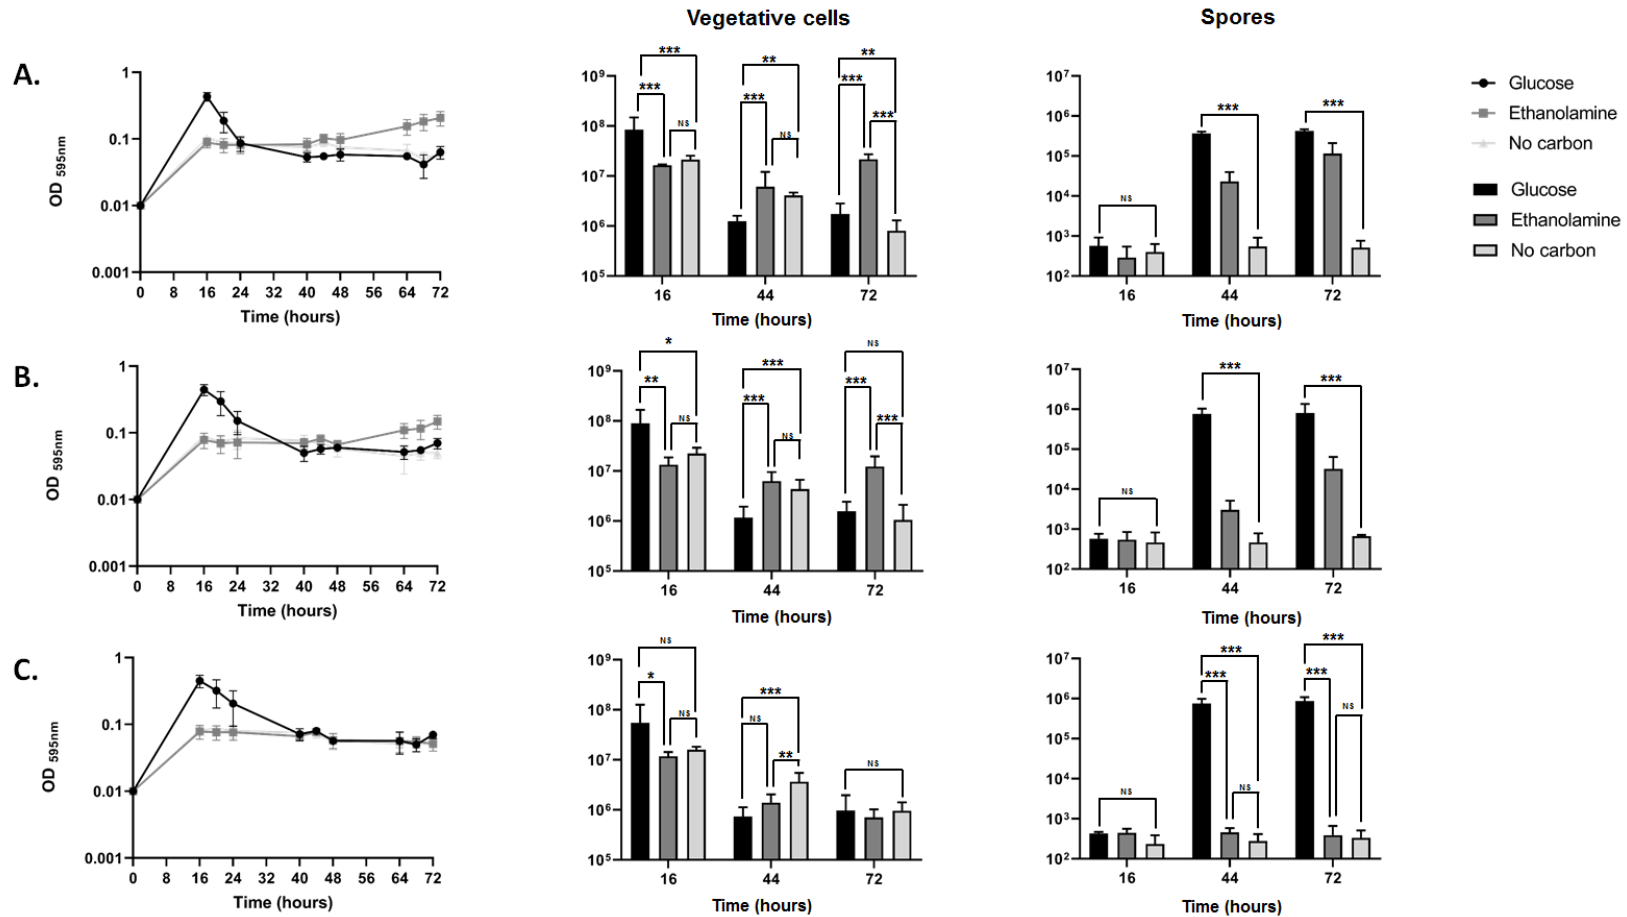 Vegetative cells
Spores
A.
OD 595nm
1
0.1
0.01
0.001
0 8 16 24 32 40 48 56 64 72
Time (hours)
10⁹
10⁸
10⁷
10⁶
10⁵
*** *** NS
** *** NS
** *** ***
16 44 72
Time (hours)
10⁷
10⁶
10⁵
10⁴
10³
10²
NS *** ***
16 44 72
Time (hours)
Glucose
Ethanolamine
No carbon
Glucose
Ethanolamine
No carbon
B.
OD 595nm
1
0.1
0.01
0.001
0 8 16 24 32 40 48 56 64 72
Time (hours)
10⁹
10⁸
10⁷
10⁶
10⁵
* ** NS
*** *** NS
NS *** ***
16 44 72
Time (hours)
10⁷
10⁶
10⁵
10⁴
10³
10²
NS *** ***
16 44 72
Time (hours)
C.
OD 595nm
1
0.1
0.01
0.001
0 8 16 24 32 40 48 56 64 72
Time (hours)
10⁹
10⁸
10⁷
10⁶
10⁵
NS * NS
*** NS **
NS
16 44 72
Time (hours)
10⁷
10⁶
10⁵
10⁴
10³
10²
NS
*** *** NS
*** *** NS
16 44 72
Time (hours)